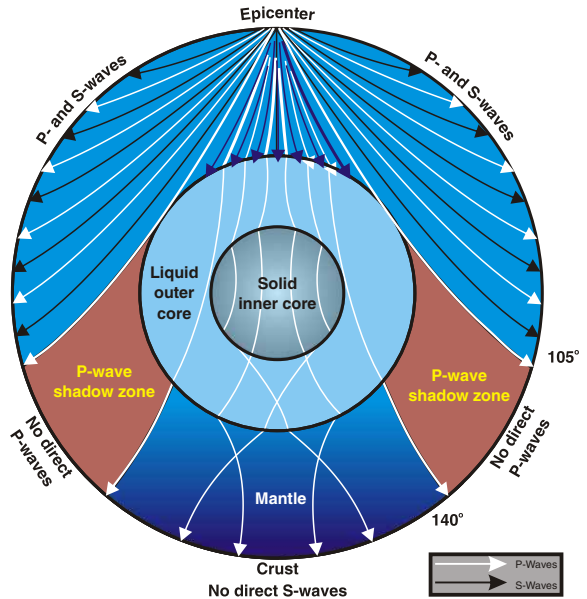 Epicenter
P- and S-waves
P- and S-waves
Liquid
outer
core
Solid
inner core
P-wave
shadow zone
P-wave
shadow zone
105°
No direct
P-waves
No direct
P-waves
Mantle
140°
Crust
No direct S-waves
P-Waves
S-Waves